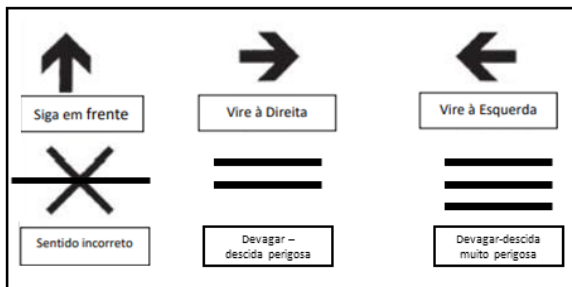 Siga em frente
Vire à Direita
Vire à Esquerda
Sentido incorreto
Devagar –
descida perigosa
Devagar-descida
muito perigosa